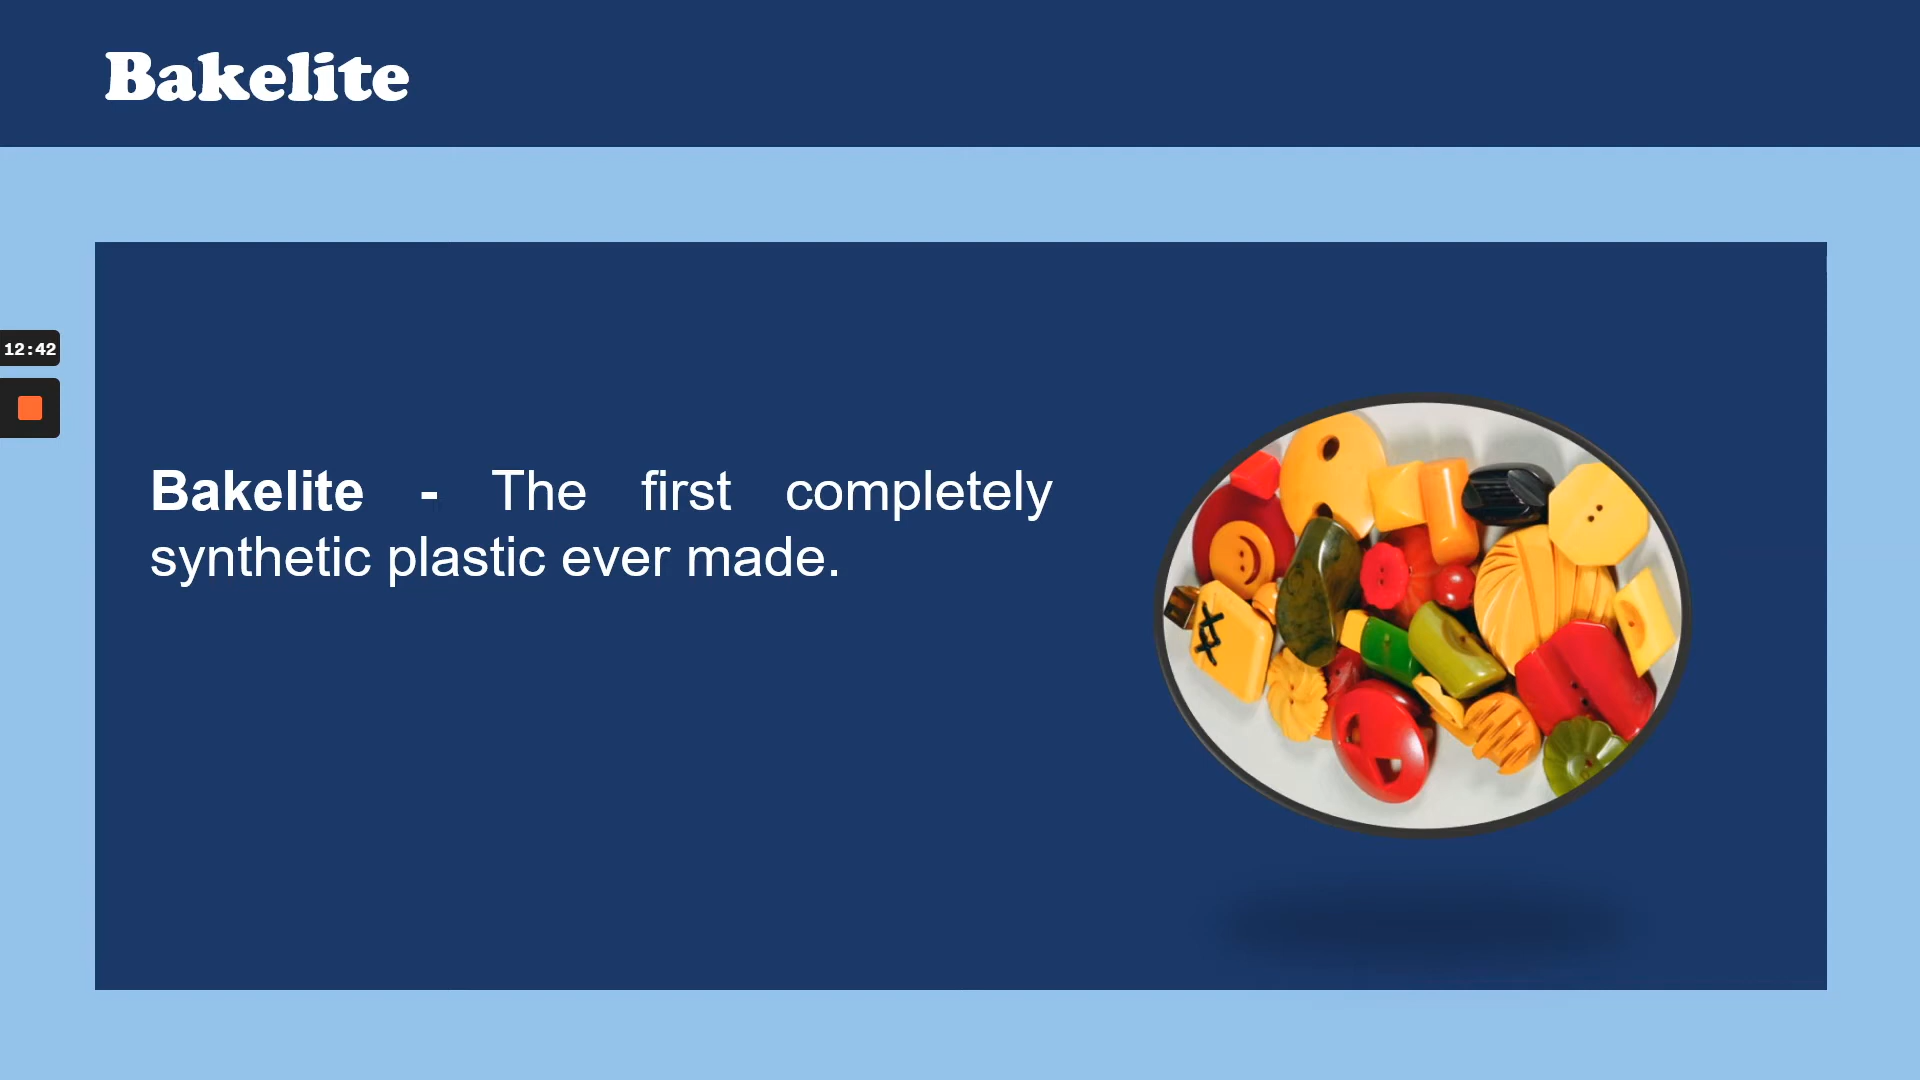 Bakelite
12:42
Bakelite - The first completely
synthetic plastic ever made.